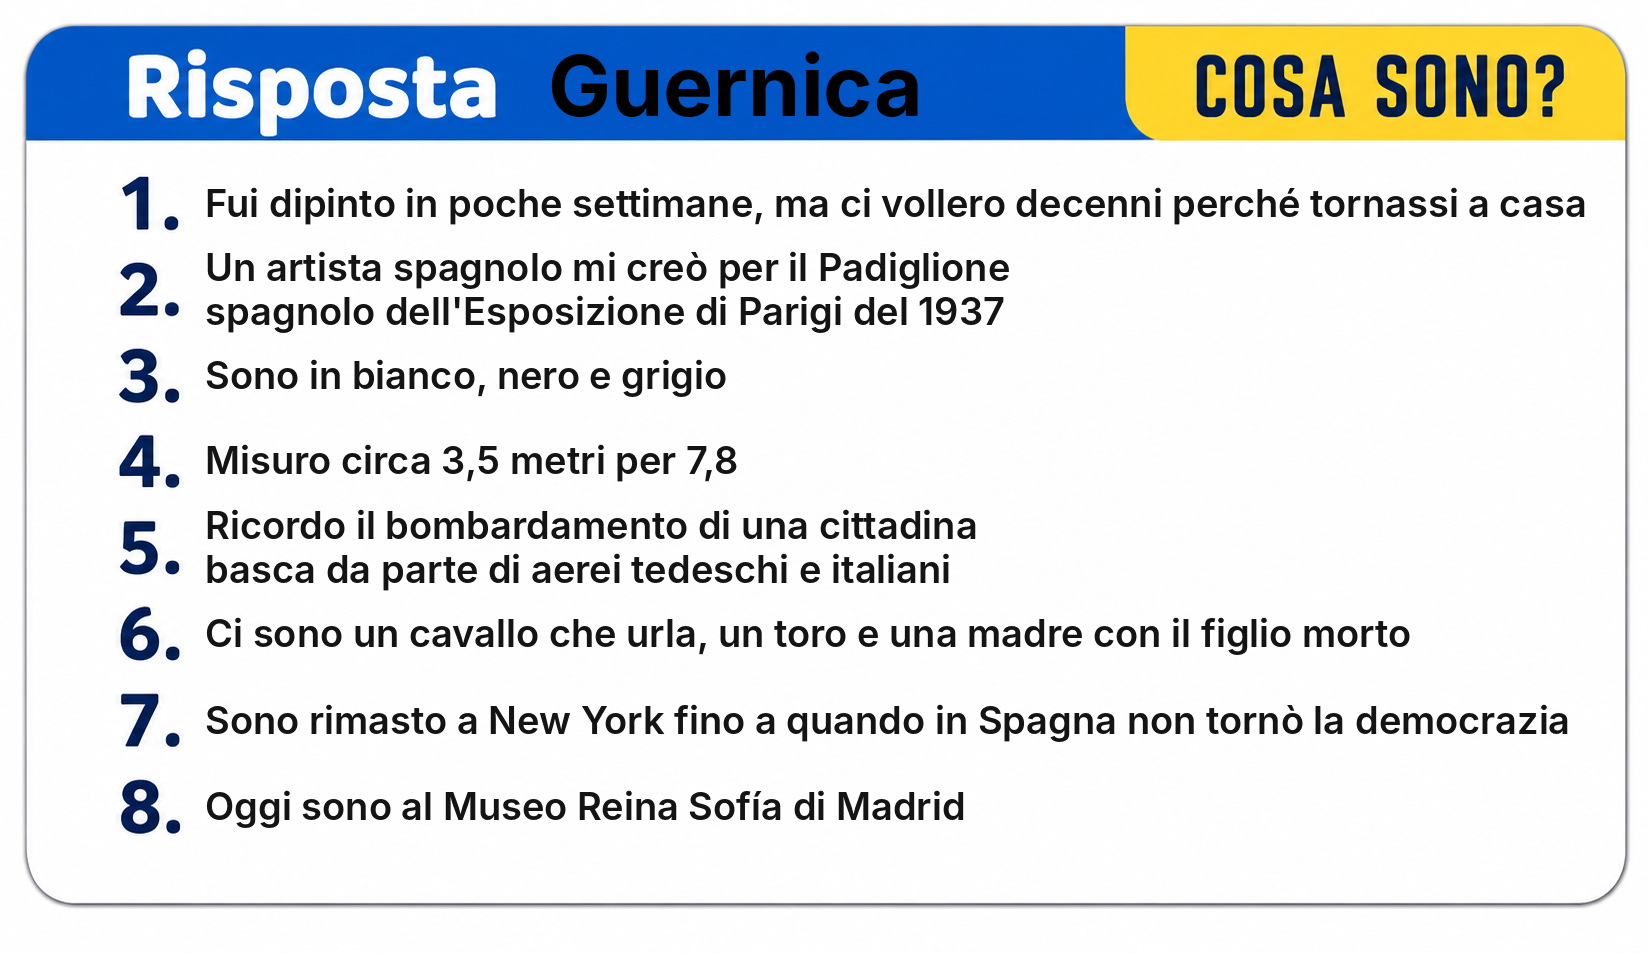 Risposta Guernica COSA SONO?
1. Fui dipinto in poche settimane, ma ci vollero decenni perché tornassi a casa
2. Un artista spagnolo mi creò per il Padiglione
spagnolo dell'Esposizione di Parigi del 1937
3. Sono in bianco, nero e grigio
4. Misuro circa 3,5 metri per 7,8
5. Ricordo il bombardamento di una cittadina
basca da parte di aerei tedeschi e italiani
6. Ci sono un cavallo che urla, un toro e una madre con il figlio morto
7. Sono rimasto a New York fino a quando in Spagna non tornò la democrazia
8. Oggi sono al Museo Reina Sofía di Madrid